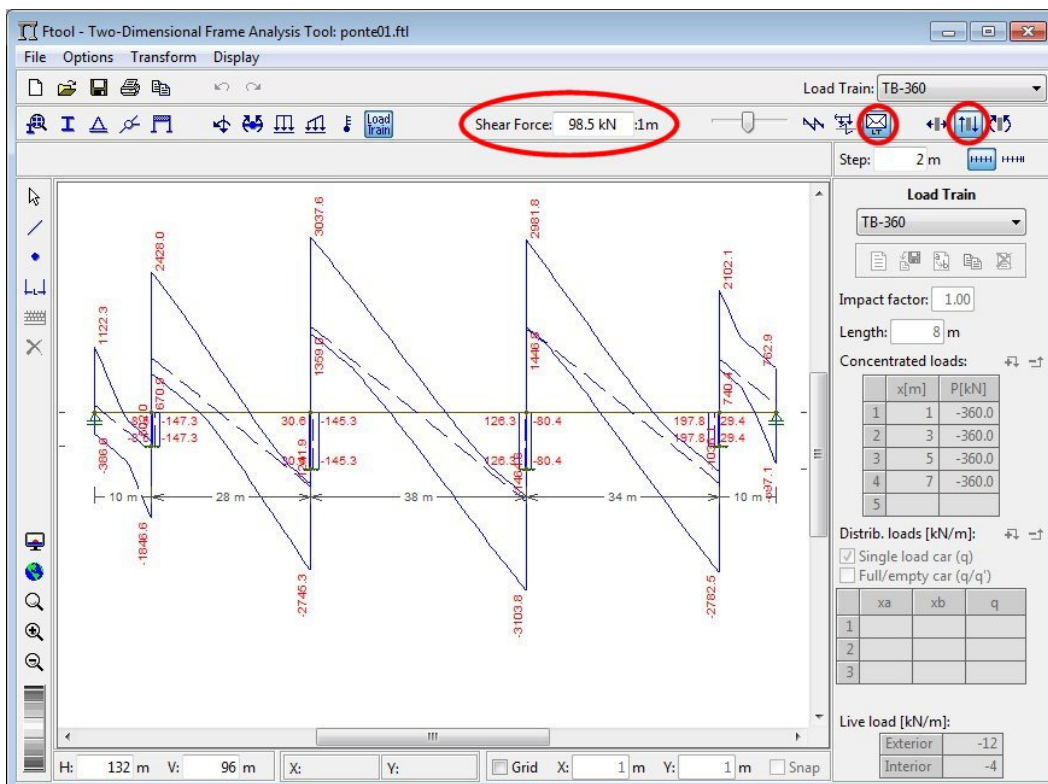 Ftool - Two-Dimensional Frame Analysis Tool: ponte01.ftl
File Options Transform Display
Load Train: TB-360
Load Train
Shear Force: 98.5 kN :1m
LT
Step: 2 m
Load Train
TB-360
Impact factor: 1.00
Length: 8 m
Concentrated loads:
x[m] P[kN]
1 1 -360.0
2 3 -360.0
3 5 -360.0
4 7 -360.0
5
Distrib. loads [kN/m]:
Single load car (q)
Full/empty car (q/q')
xa xb q
1
2
3
Live load [kN/m]:
Exterior -12
Interior -4
3037.6
2981.8
2428.0
2102.1
1122.3
762.9
670.9
1359.0
1446.9
740.4
-147.3 30.6 -145.3 126.3 -80.4 197.8 29.4
-147.3 -145.3 126.3 -80.4 197.8 29.4
-386.0
10 m 28 m 38 m 34 m 10 m
-1846.6
-2745.3
-3103.8
-2782.5
H: 132 m V: 96 m X: Y: Grid X: 1 m Y: 1 m Snap